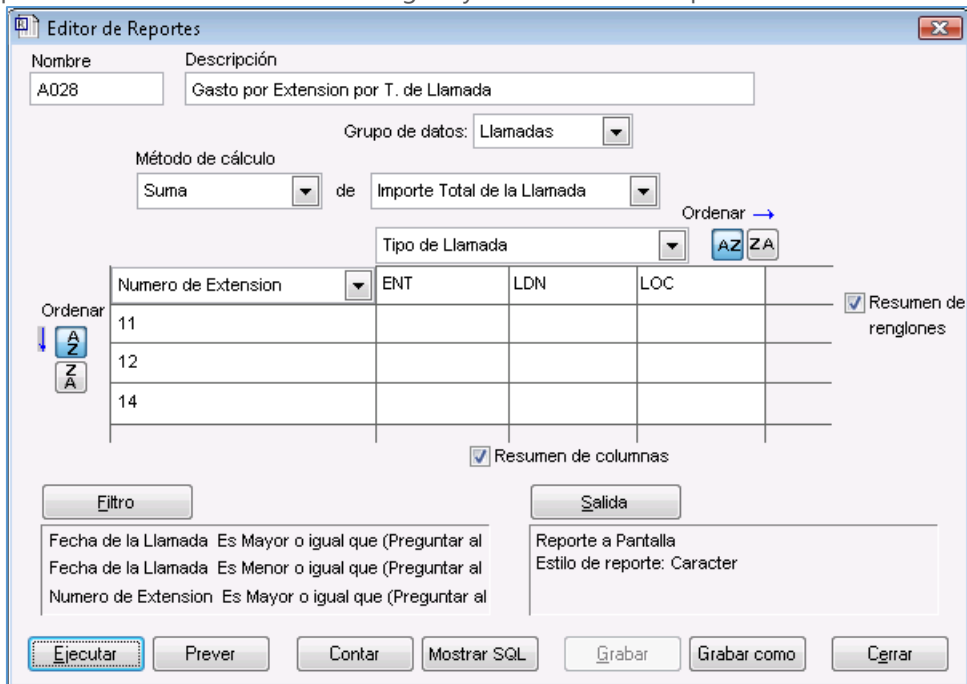 Editor de Reportes
Nombre Descripción
A028 Gasto por Extension por T. de Llamada
Grupo de datos: Llamadas
Método de cálculo
Suma de Importe Total de la Llamada
Ordenar
Tipo de Llamada AZ ZA
Numero de Extension ENT LDN LOC
Ordenar
AZ
ZA
11
12
14
Resumen de
renglones
Resumen de columnas
Filtro Salida
Fecha de la Llamada Es Mayor o igual que (Preguntar al
Fecha de la Llamada Es Menor o igual que (Preguntar al
Numero de Extension Es Mayor o igual que (Preguntar al
Reporte a Pantalla
Estilo de reporte: Caracter
Ejecutar Prever Contar Mostrar SQL Grabar Grabar como Cerrar